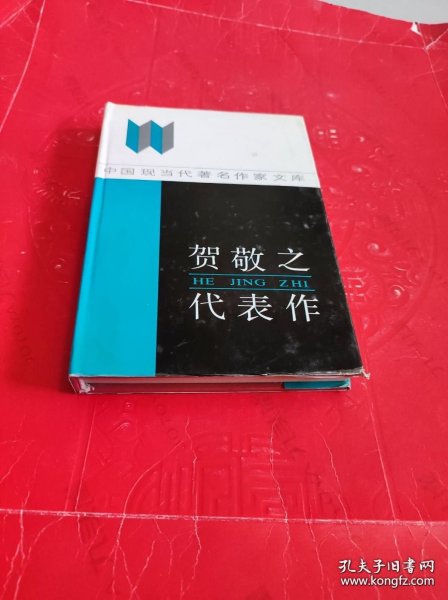 中国现当代著名作家文库
贺敬之
HE JING ZHI
代表作
孔夫子旧书网
www.kongfz.com